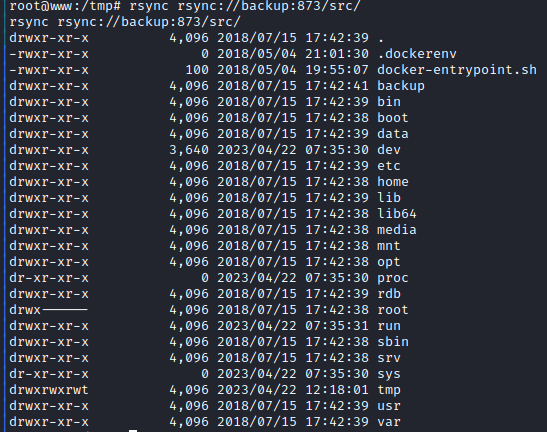 root@www:/tmp# rsync rsync://backup:873/src/
rsync rsync://backup:873/src/
drwxr-xr-x 4,096 2018/07/15 17:42:39 .
-rwxr-xr-x 0 2018/05/04 21:01:30 .dockerenv
-rwxr-xr-x 100 2018/05/04 19:55:07 docker-entrypoint.sh
drwxr-xr-x 4,096 2018/07/15 17:42:41 backup
drwxr-xr-x 4,096 2018/07/15 17:42:39 bin
drwxr-xr-x 4,096 2018/07/15 17:42:38 boot
drwxr-xr-x 4,096 2018/07/15 17:42:39 data
drwxr-xr-x 3,640 2023/04/22 07:35:30 dev
drwxr-xr-x 4,096 2018/07/15 17:42:39 etc
drwxr-xr-x 4,096 2018/07/15 17:42:38 home
drwxr-xr-x 4,096 2018/07/15 17:42:39 lib
drwxr-xr-x 4,096 2018/07/15 17:42:38 lib64
drwxr-xr-x 4,096 2018/07/15 17:42:38 media
drwxr-xr-x 4,096 2018/07/15 17:42:38 mnt
drwxr-xr-x 4,096 2018/07/15 17:42:38 opt
dr-xr-xr-x 0 2023/04/22 07:35:30 proc
drwxr-xr-x 4,096 2018/07/15 17:42:39 rdb
drwx------ 4,096 2018/07/15 17:42:38 root
drwxr-xr-x 4,096 2023/04/22 07:35:31 run
drwxr-xr-x 4,096 2018/07/15 17:42:38 sbin
drwxr-xr-x 4,096 2018/07/15 17:42:38 srv
dr-xr-xr-x 0 2023/04/22 07:35:30 sys
drwxrwxrwt 4,096 2023/04/22 12:18:01 tmp
drwxr-xr-x 4,096 2018/07/15 17:42:39 usr
drwxr-xr-x 4,096 2018/07/15 17:42:39 var